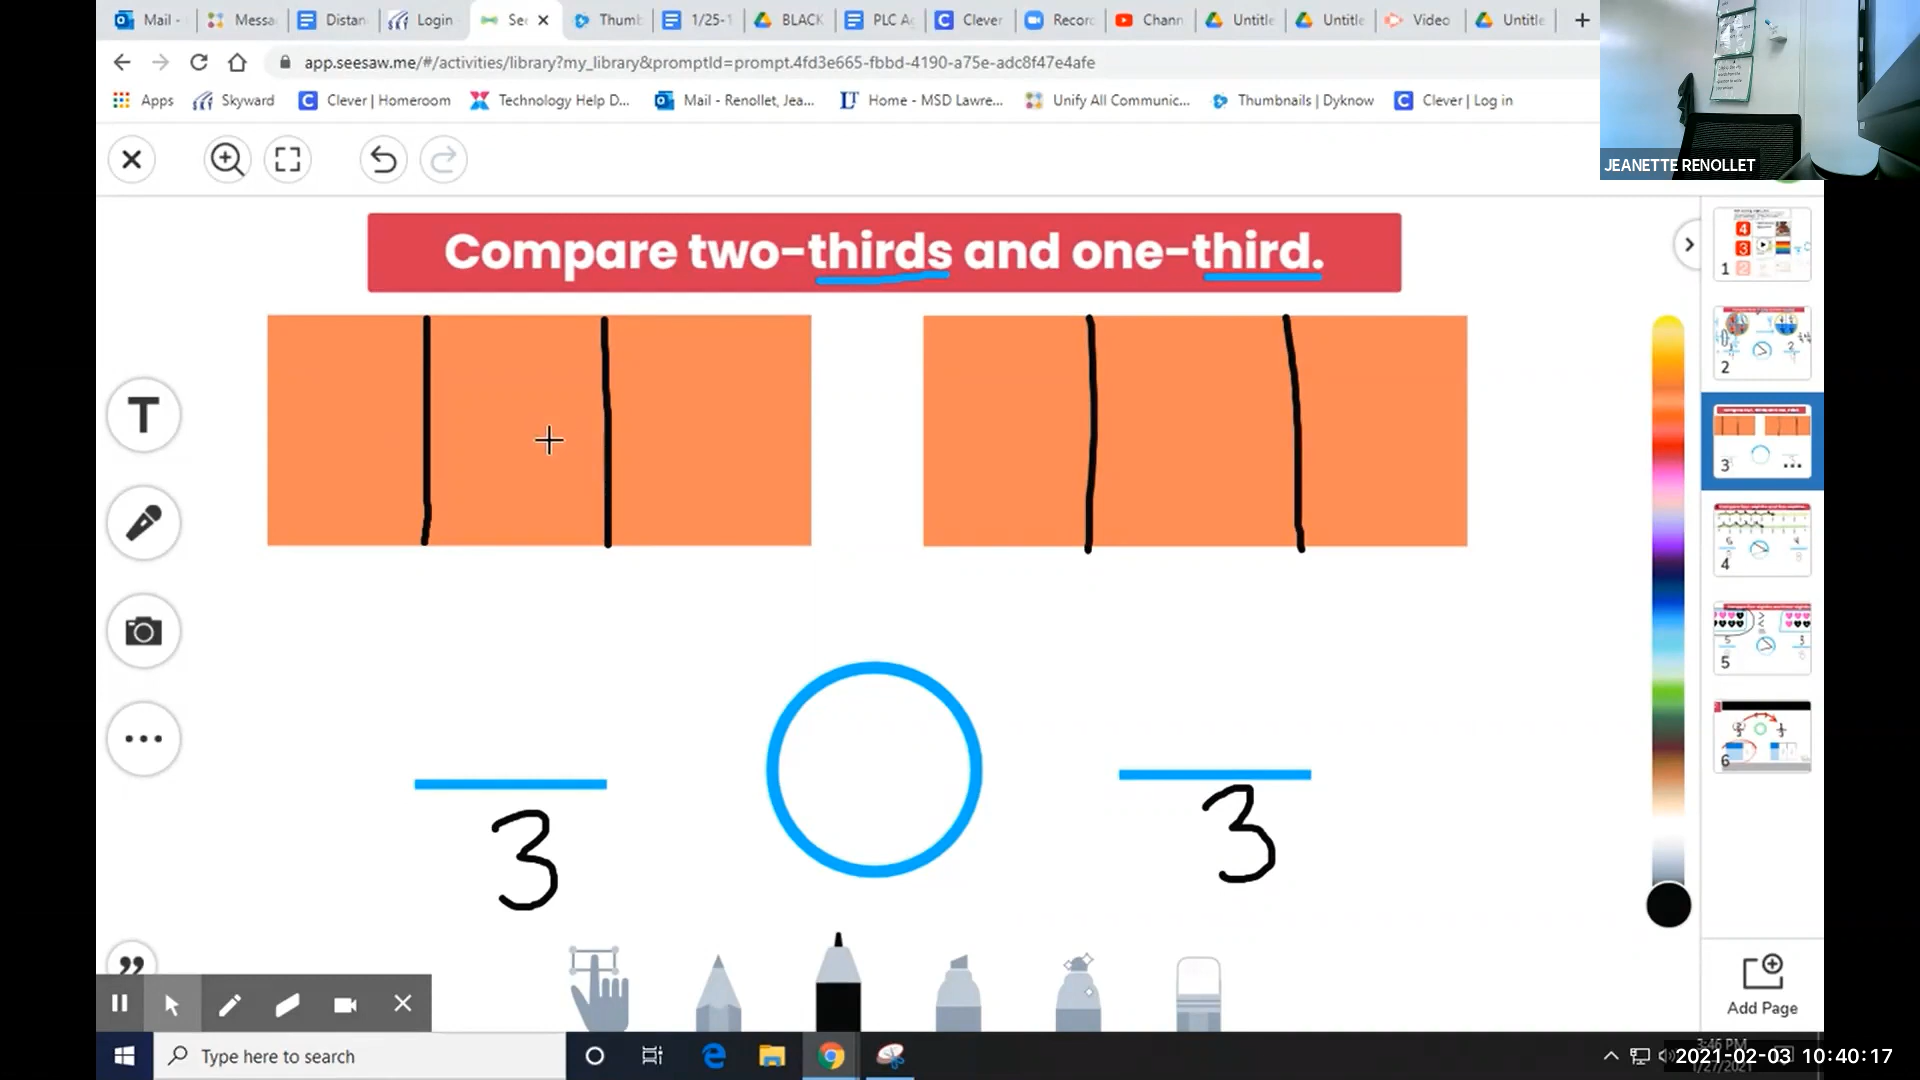 Mail -
Messa
Distan
Login
See
Thumb
1/25-1
BLACK
PLC Ac
Clever
Record
Chann
Untitle
Untitle
Video
Untitle
app.seesaw.me/#/activities/library?my_library&promptId=prompt.4fd3e665-fbbd-4190-a75e-adc8f47e4afe
Apps
Skyward
Clever | Homeroom
Technology Help D...
Mail - Renollet, Jea...
Home - MSD Lawre...
Unify All Communic...
Thumbnails | Dyknow
Clever | Log in
JEANETTE RENOLLET
Compare two-thirds and one-third.
T
3
3
1
2
3
4
5
6
Add Page
Type here to search
2021-02-03 10:40:17